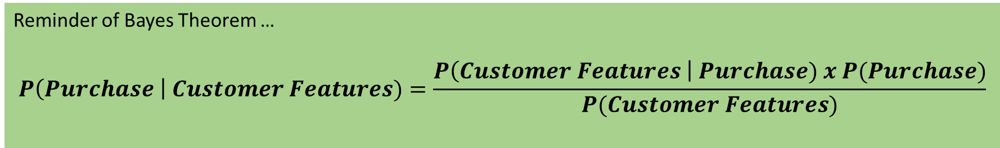 Reminder of Bayes Theorem ...
P(Purchase | Customer Features) = P(Customer Features | Purchase) x P(Purchase)
P(Customer Features)